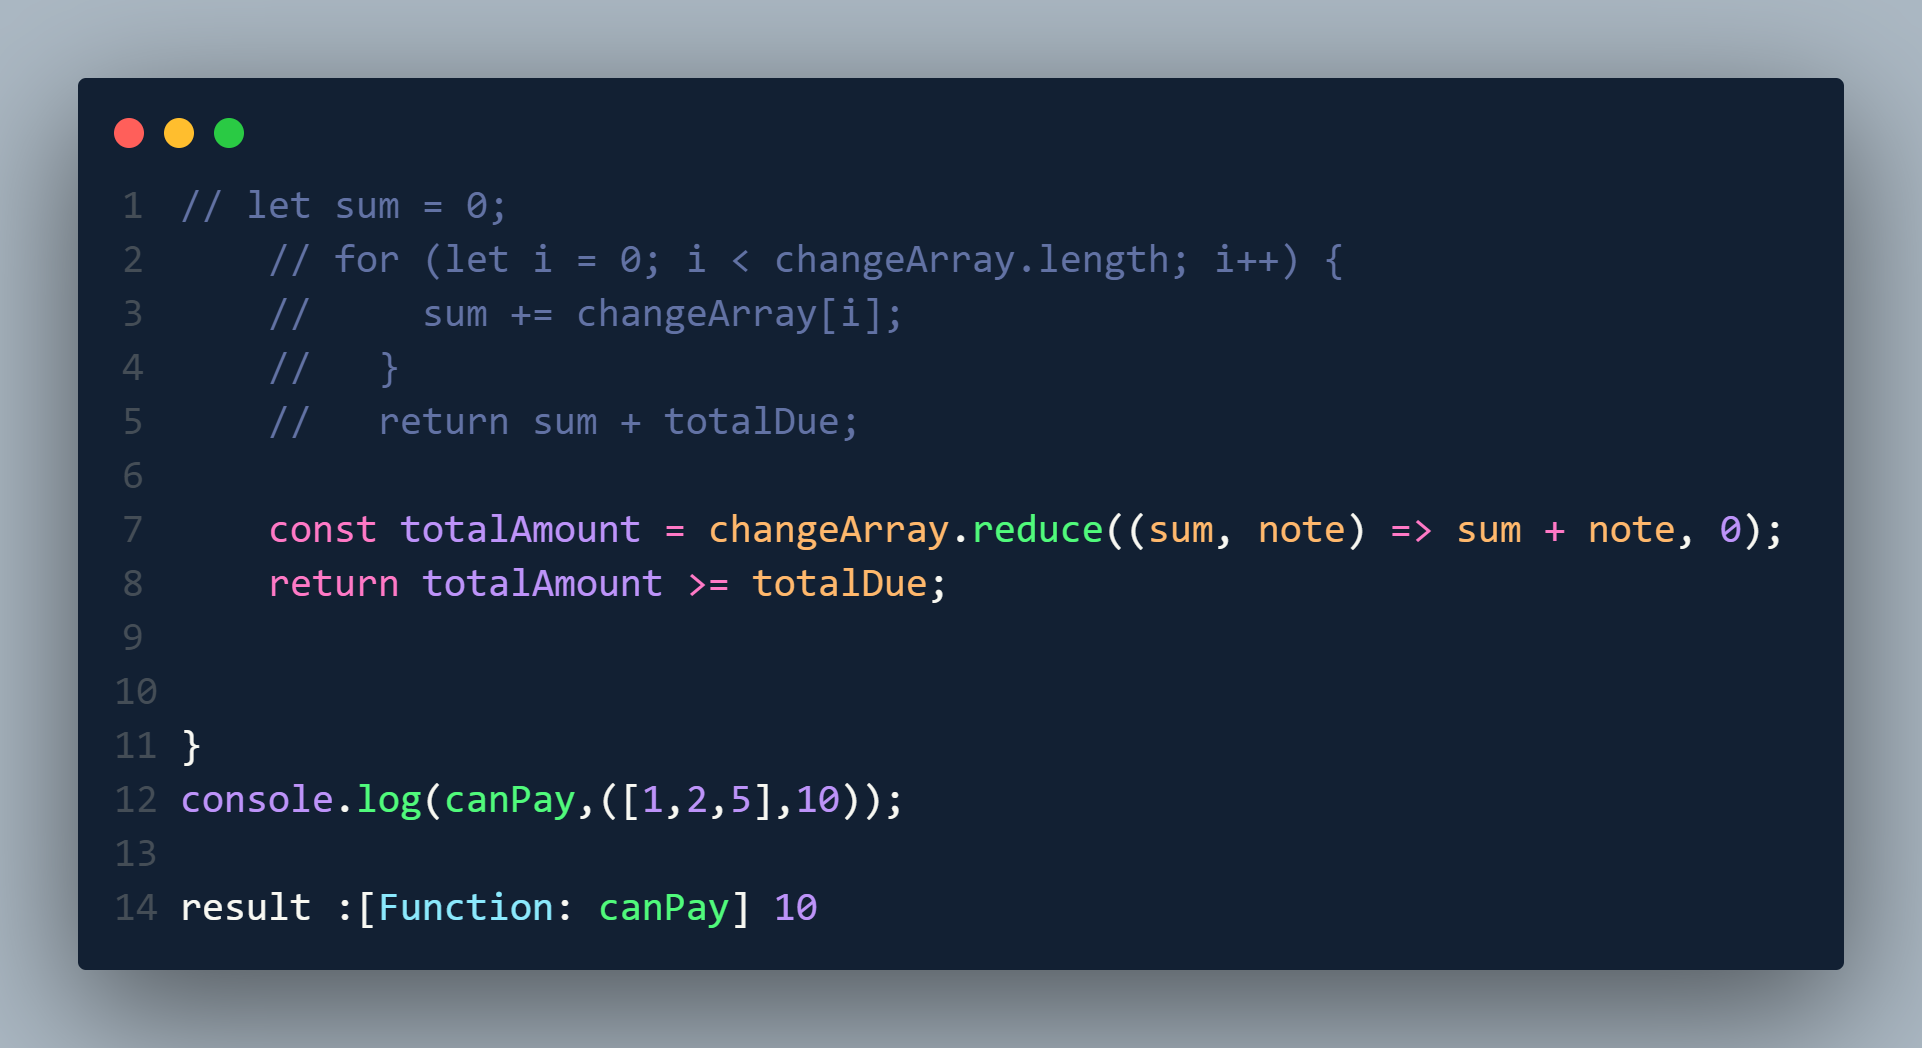 1 // let sum = 0;
2     // for (let i = 0; i < changeArray.length; i++) {
3     //     sum += changeArray[i];
4     //   }
5     //   return sum + totalDue;
6
7     const totalAmount = changeArray.reduce((sum, note) => sum + note, 0);
8     return totalAmount >= totalDue;
9
10
11 }
12 console.log(canPay,([1,2,5],10));
13
14 result :[Function: canPay] 10